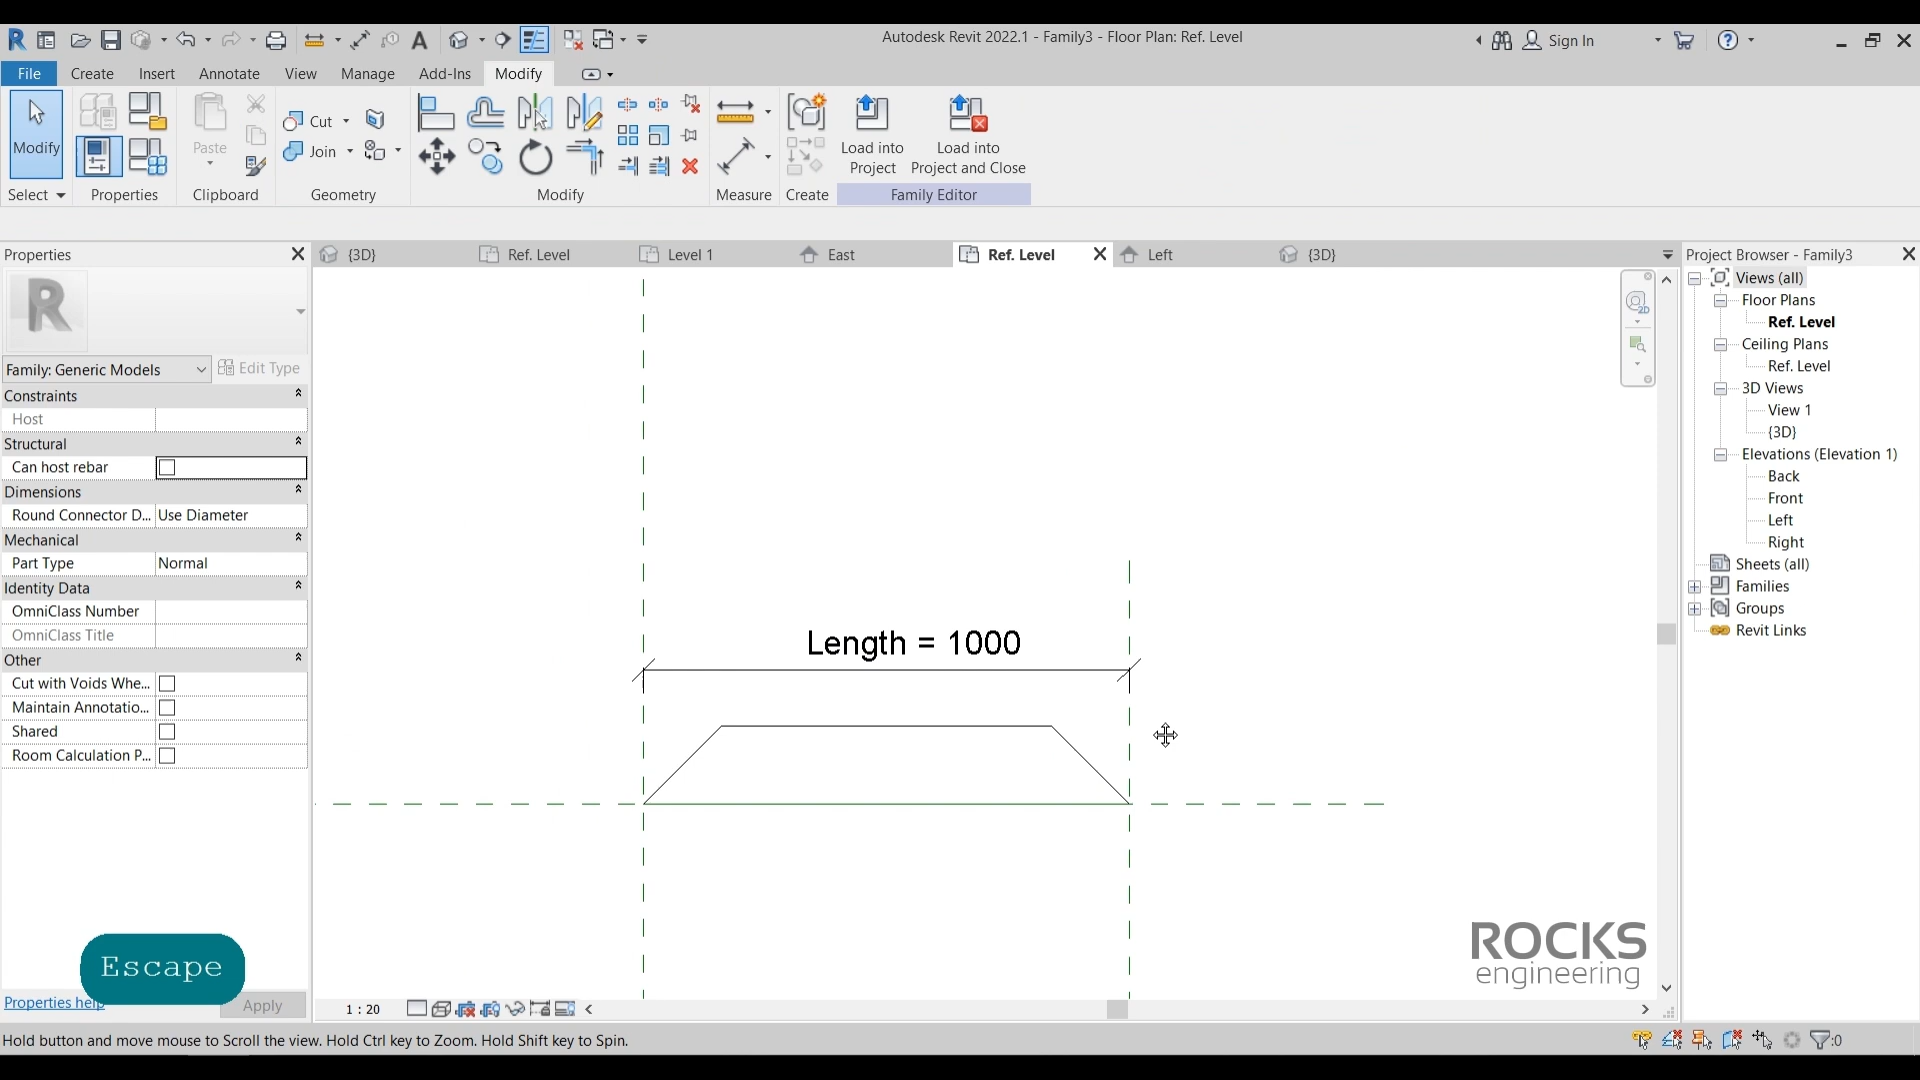 Autodesk Revit 2022.1 - Family3 - Floor Plan: Ref. Level
Sign In
File Create Insert Annotate View Manage Add-Ins Modify
Modify
Cut
Join
Paste
Load into
Project
Load into
Project and Close
Select Properties Clipboard Geometry Modify Measure Create Family Editor
Properties
{3D} Ref. Level Level 1 East Ref. Level Left {3D}
Project Browser - Family3
R
Family: Generic Models
Edit Type
Constraints
Host
Structural
Can host rebar
Dimensions
Round Connector D... Use Diameter
Mechanical
Part Type Normal
Identity Data
OmniClass Number
OmniClass Title
Other
Cut with Voids Whe...
Maintain Annotatio...
Shared
Room Calculation P...
Escape
Properties help
Apply
Length = 1000
2D
Views (all)
Floor Plans
Ref. Level
Ceiling Plans
Ref. Level
3D Views
View 1
{3D}
Elevations (Elevation 1)
Back
Front
Left
Right
Sheets (all)
Families
Groups
Revit Links
ROCKS
engineering
1 : 20
Hold button and move mouse to Scroll the view. Hold Ctrl key to Zoom. Hold Shift key to Spin.
:0